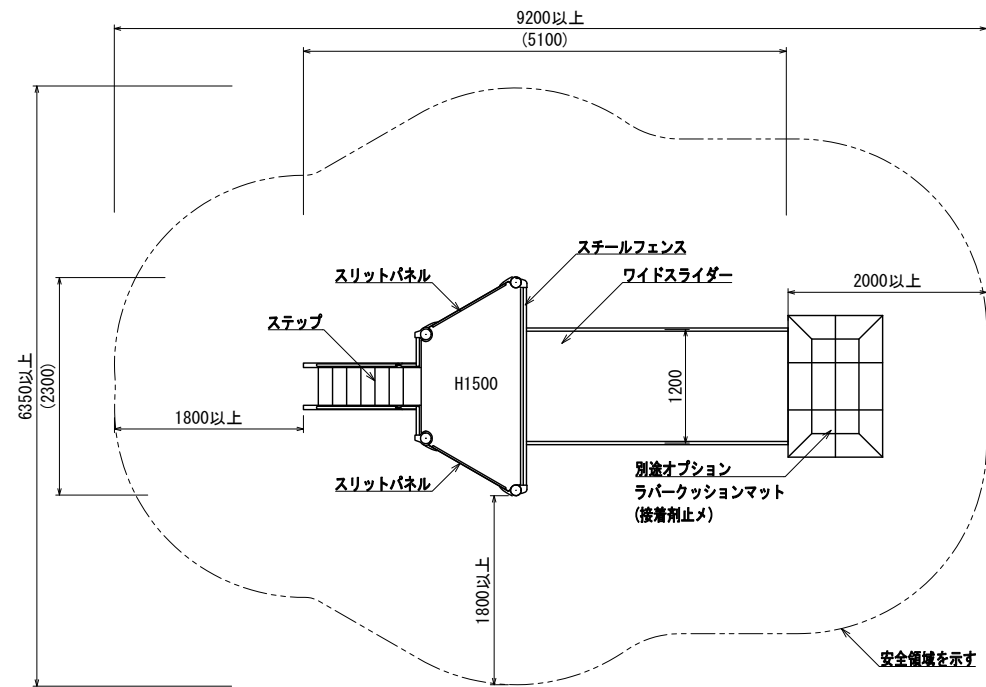 9200以上
(5100)
スチールフェンス
スリットパネル
ワイドスライダー
2000以上
ステップ
H1500
1200
6350以上
(2300)
1800以上
スリットパネル
別途オプション
ラバークッションマット
(接着剤止メ)
1800以上
安全領域を示す